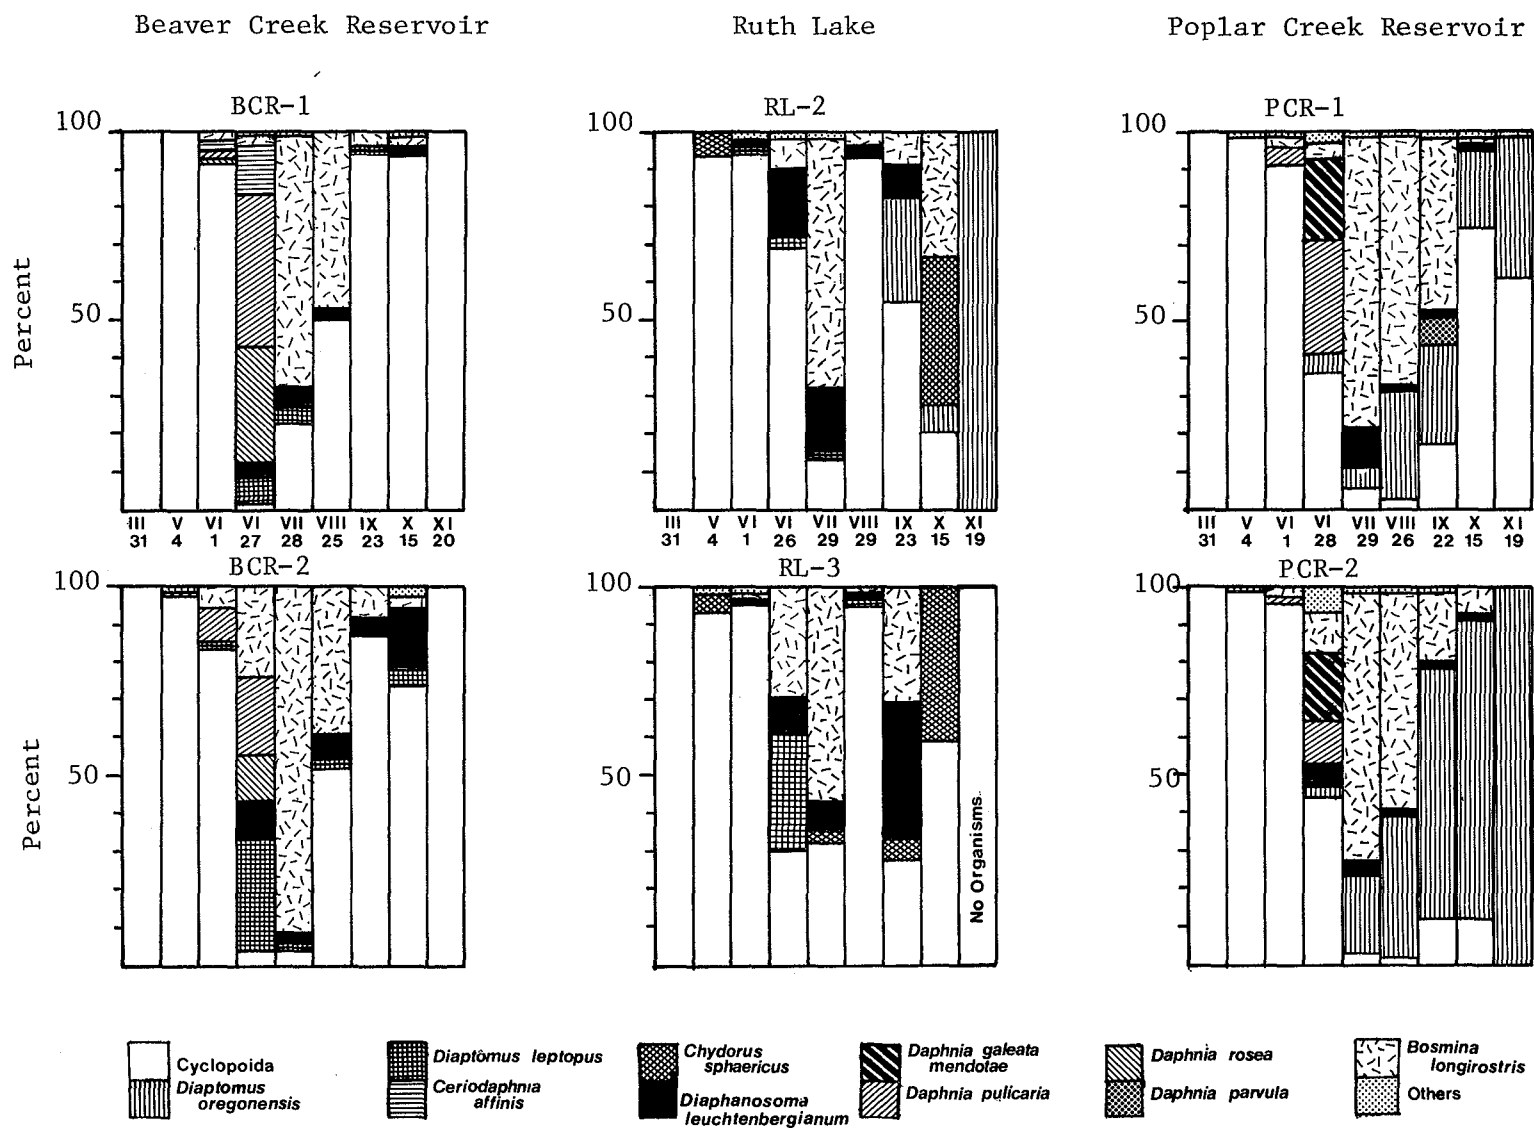 Beaver Creek Reservoir
Ruth Lake
Poplar Creek Reservoir
BCR-1
RL-2
PCR-1
100
100
100
50
50
50
Percent
III V VI VI VII VIII IX X XI
31 4 1 27 28 25 23 15 20
III V VI VI VII VIII IX X XI
31 4 1 26 29 29 23 15 19
III V VI VI VII VIII IX X XI
31 4 1 28 29 26 22 15 19
BCR-2
RL-3
PCR-2
100
100
100
50
50
50
Percent
No Organisms
Cyclopoida
Diaptomus
oregonensis
Diaptomus leptopus
Ceriodaphnia
affinis
Chydorus
sphaericus
Diaphanosoma
leuchtenbergianum
Daphnia galeata
mendotae
Daphnia pulicaria
Daphnia rosea
Daphnia parvula
Bosmina
longirostris
Others